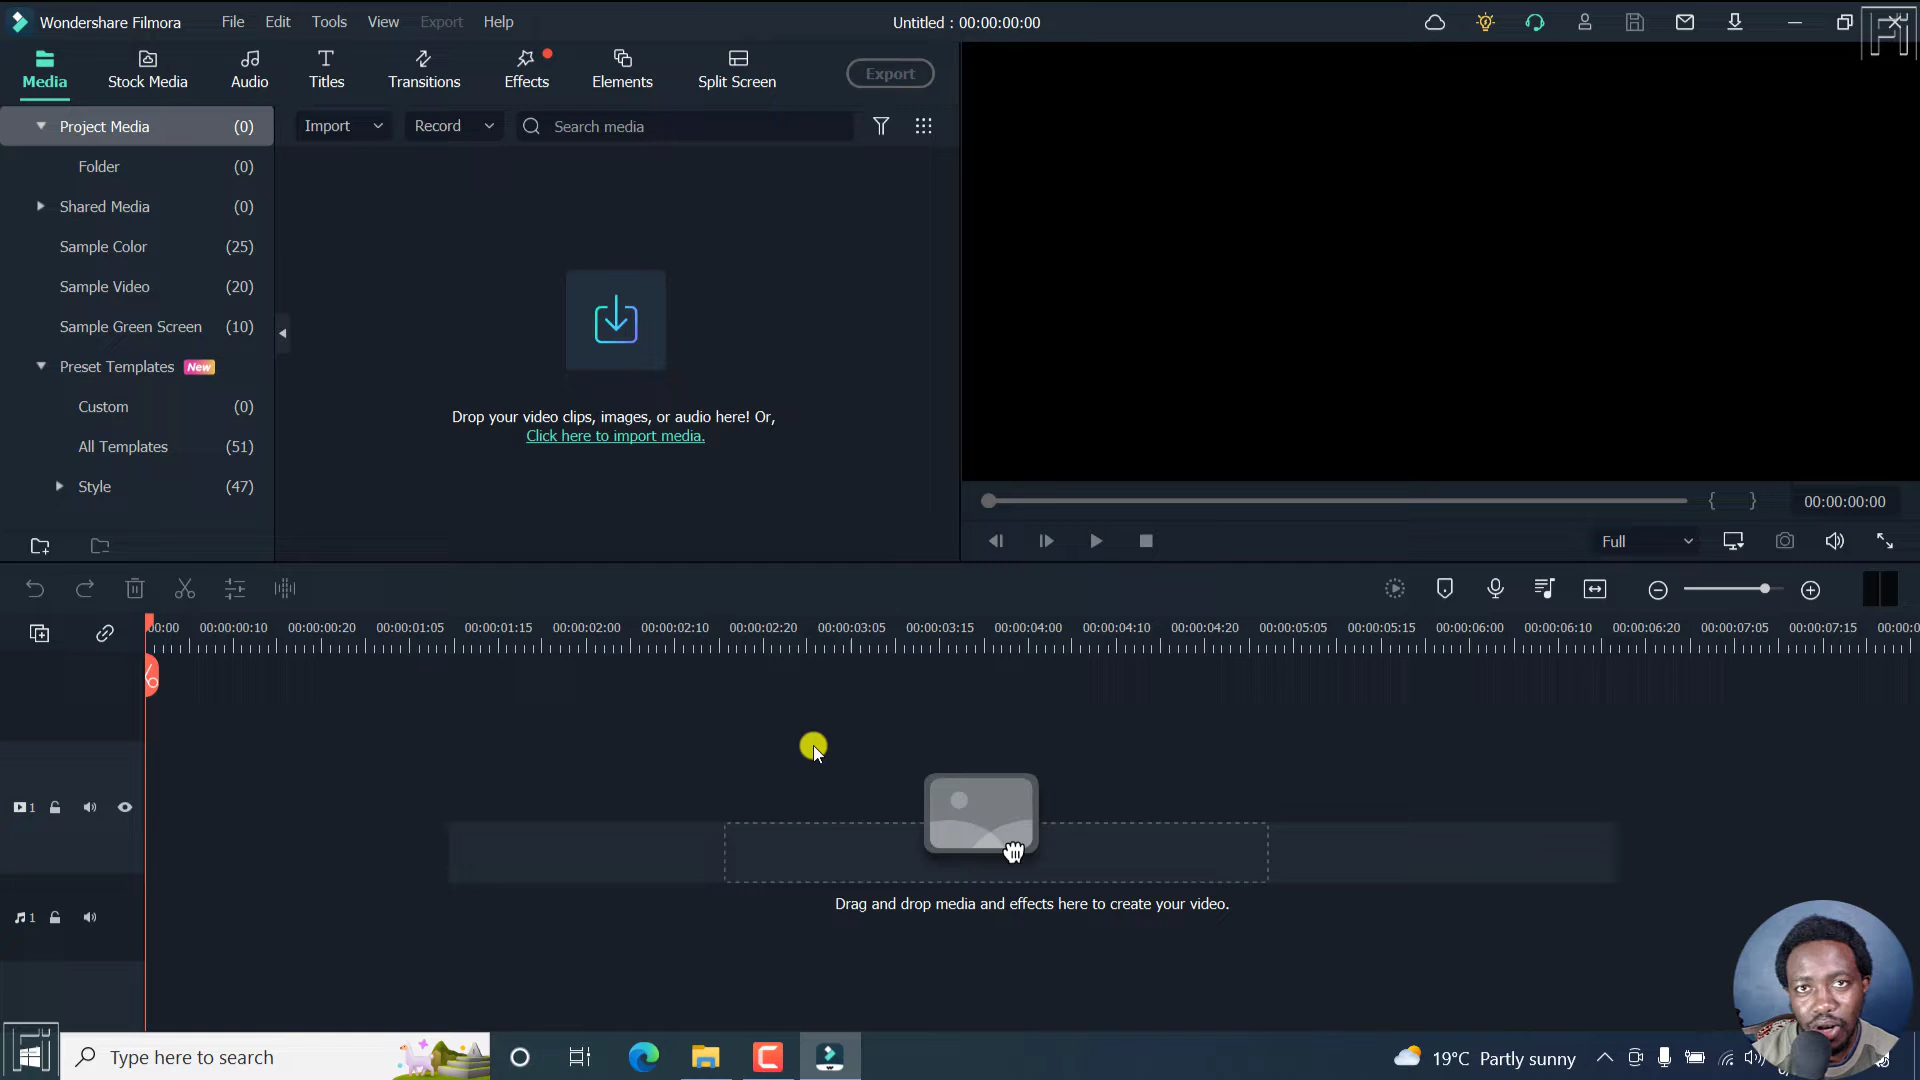 Wondershare Filmora File Edit Tools View Export Help Untitled : 00:00:00:00
Media Stock Media Audio Titles Transitions Effects Elements Split Screen Export
Project Media (0) Import Record Search media
Folder (0)
Shared Media (0)
Sample Color (25)
Sample Video (20)
Sample Green Screen (10)
Preset Templates New
Custom (0)
All Templates (51)
Style (47)
Drop your video clips, images, or audio here! Or,
Click here to import media.
{ } 00:00:00:00
Full
00:00 00:00:00:10 00:00:00:20 00:00:01:05 00:00:01:15 00:00:02:00 00:00:02:10 00:00:02:20 00:00:03:05 00:00:03:15 00:00:04:00 00:00:04:10 00:00:04:20 00:00:05:05 00:00:05:15 00:00:06:00 00:00:06:10 00:00:06:20 00:00:07:05 00:00:07:15 00:00:0
1
Drag and drop media and effects here to create your video.
1
Type here to search 19°C Partly sunny